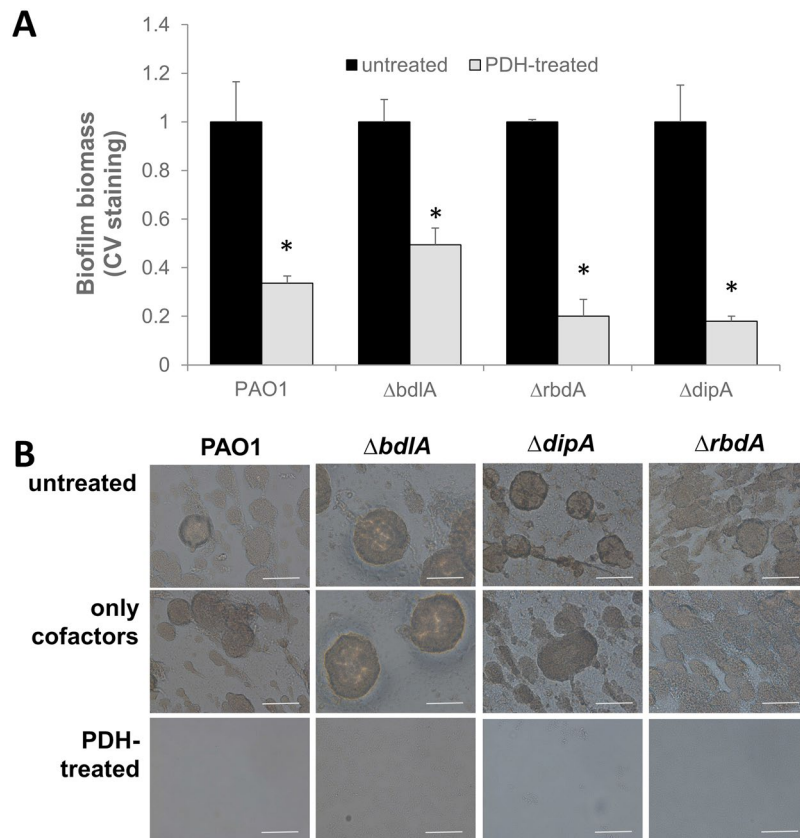 A
1.4
1.2
1
0.8
0.6
0.4
0.2
0
Biofilm biomass
(CV staining)
untreated PDH-treated
* * * *
PAO1 ΔbdlA ΔrbdA ΔdipA
B
PAO1 ΔbdlA ΔdipA ΔrbdA
untreated
only
cofactors
PDH-
treated